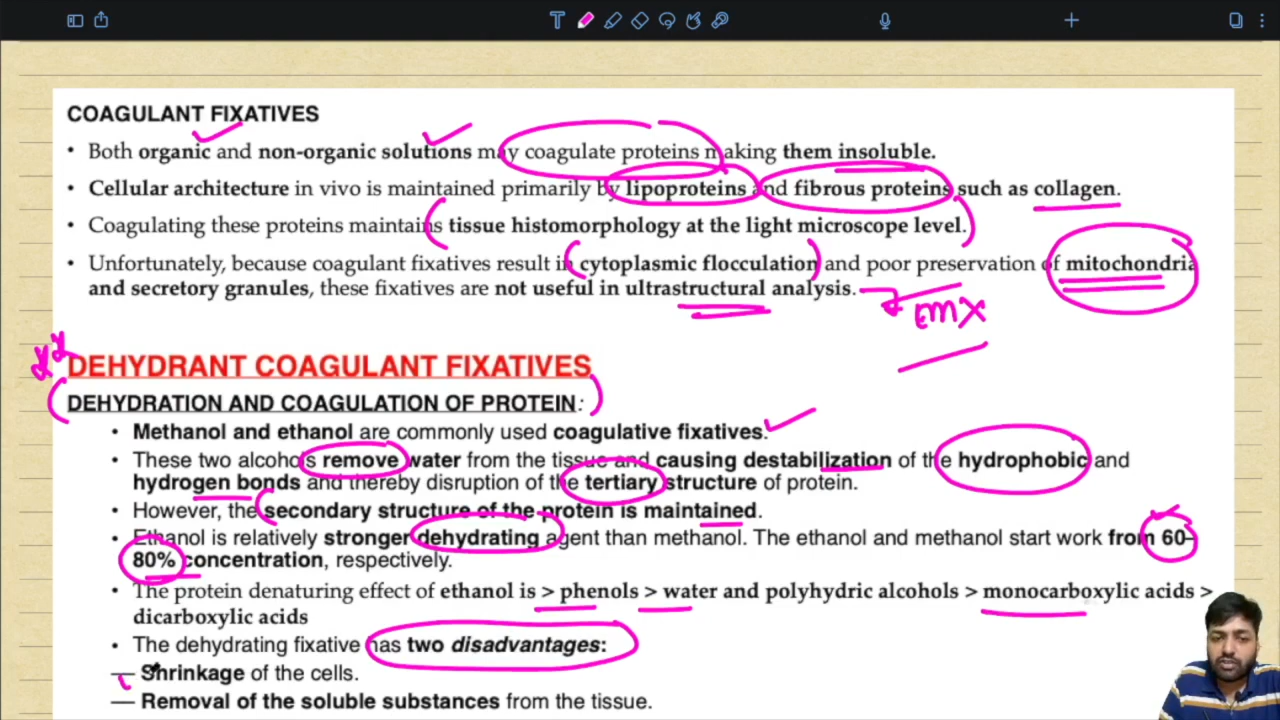 COAGULANT FIXATIVES
• Both organic and non-organic solutions may coagulate proteins making them insoluble.
• Cellular architecture in vivo is maintained primarily by lipoproteins and fibrous proteins such as collagen.
• Coagulating these proteins maintains tissue histomorphology at the light microscope level.
• Unfortunately, because coagulant fixatives result in cytoplasmic flocculation and poor preservation of mitochondria
and secretory granules, these fixatives are not useful in ultrastructural analysis.
EMX
DEHYDRANT COAGULANT FIXATIVES
DEHYDRATION AND COAGULATION OF PROTEIN:
• Methanol and ethanol are commonly used coagulative fixatives.
• These two alcohols remove water from the tissue and causing destabilization of the hydrophobic and
hydrogen bonds and thereby disruption of the tertiary structure of protein.
• However, the secondary structure of the protein is maintained.
• Ethanol is relatively stronger dehydrating agent than methanol. The ethanol and methanol start work from 60–
80% concentration, respectively.
• The protein denaturing effect of ethanol is > phenols > water and polyhydric alcohols > monocarboxylic acids >
dicarboxylic acids
• The dehydrating fixative has two disadvantages:
— Shrinkage of the cells.
— Removal of the soluble substances from the tissue.